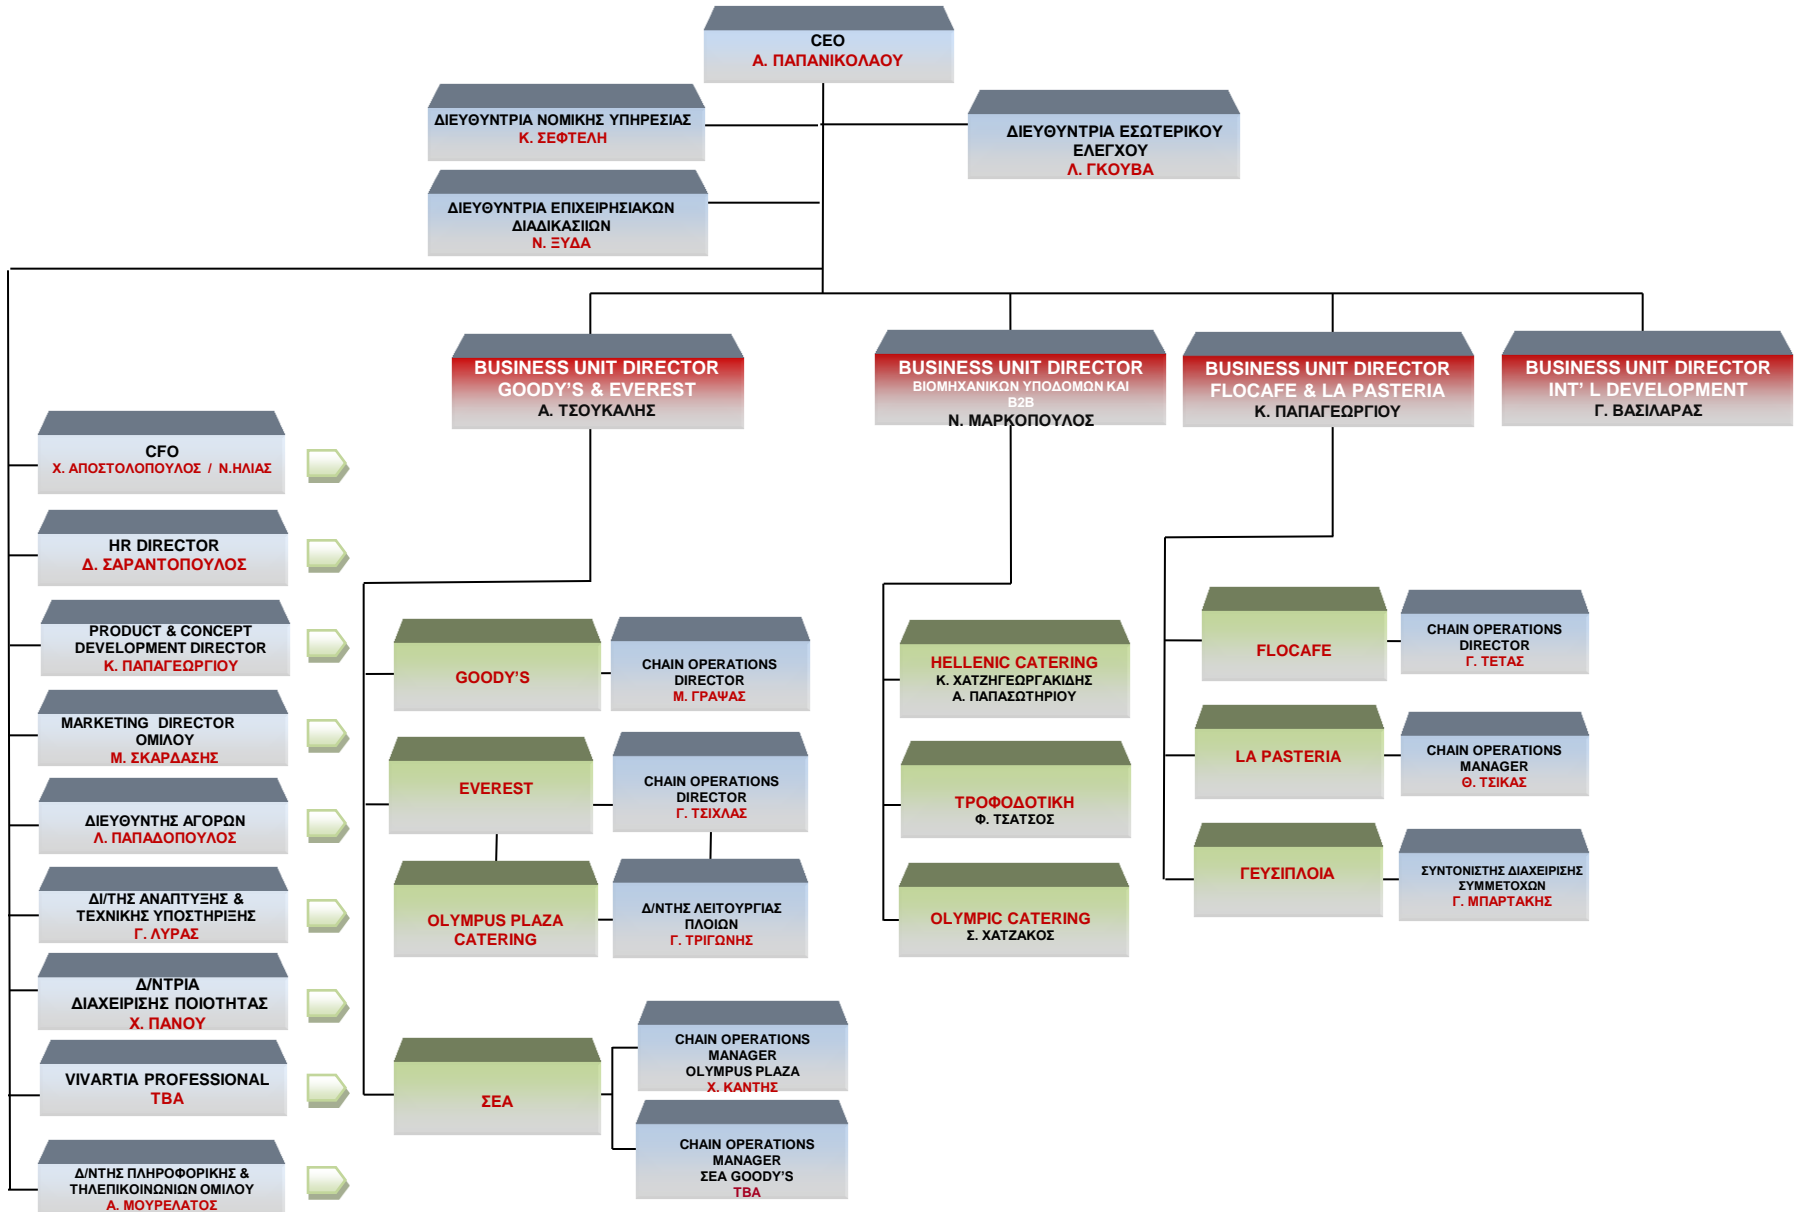 CEO
Α. ΠΑΠΑΝΙΚΟΛΑΟΥ
ΔΙΕΥΘΥΝΤΡΙΑ ΝΟΜΙΚΗΣ ΥΠΗΡΕΣΙΑΣ
Κ. ΣΕΦΤΕΛΗ
ΔΙΕΥΘΥΝΤΡΙΑ ΕΣΩΤΕΡΙΚΟΥ
ΕΛΕΓΧΟΥ
Λ. ΓΚΟΥΒΑ
ΔΙΕΥΘΥΝΤΡΙΑ ΕΠΙΧΕΙΡΗΣΙΑΚΩΝ
ΔΙΑΔΙΚΑΣΙΙΩΝ
Ν. ΞΥΔΑ
BUSINESS UNIT DIRECTOR
GOODY'S & EVEREST
Α. ΤΣΟΥΚΑΛΗΣ
BUSINESS UNIT DIRECTOR
ΒΙΟΜΗΧΑΝΙΚΩΝ ΥΠΟΔΟΜΩΝ ΚΑΙ
B2B
Ν. ΜΑΡΚΟΠΟΥΛΟΣ
BUSINESS UNIT DIRECTOR
FLOCAFE & LA PASTERIA
Κ. ΠΑΠΑΓΕΩΡΓΙΟΥ
BUSINESS UNIT DIRECTOR
INT' L DEVELOPMENT
Γ. ΒΑΣΙΛΑΡΑΣ
CFO
Χ. ΑΠΟΣΤΟΛΟΠΟΥΛΟΣ / Ν.ΗΛΙΑΣ
HR DIRECTOR
Δ. ΣΑΡΑΝΤΟΠΟΥΛΟΣ
PRODUCT & CONCEPT
DEVELOPMENT DIRECTOR
Κ. ΠΑΠΑΓΕΩΡΓΙΟΥ
MARKETING DIRECTOR
ΟΜΙΛΟΥ
Μ. ΣΚΑΡΔΑΣΗΣ
ΔΙΕΥΘΥΝΤΗΣ ΑΓΟΡΩΝ
Λ. ΠΑΠΑΔΟΠΟΥΛΟΣ
ΔΙ/ΤΗΣ ΑΝΑΠΤΥΞΗΣ &
ΤΕΧΝΙΚΗΣ ΥΠΟΣΤΗΡΙΞΗΣ
Γ. ΛΥΡΑΣ
Δ/ΝΤΡΙΑ
ΔΙΑΧΕΙΡΙΣΗΣ ΠΟΙΟΤΗΤΑΣ
Χ. ΠΑΝΟΥ
VIVARTIA PROFESSIONAL
TBA
Δ/ΝΤΗΣ ΠΛΗΡΟΦΟΡΙΚΗΣ &
ΤΗΛΕΠΙΚΟΙΝΩΝΙΩΝ ΟΜΙΛΟΥ
Α. ΜΟΥΡΕΛΑΤΟΣ
GOODY'S
CHAIN OPERATIONS
DIRECTOR
Μ. ΓΡΑΨΑΣ
EVEREST
CHAIN OPERATIONS
DIRECTOR
Γ. ΤΣΙΧΛΑΣ
OLYMPUS PLAZA
CATERING
Δ/ΝΤΗΣ ΛΕΙΤΟΥΡΓΙΑΣ
ΠΛΟΙΩΝ
Γ. ΤΡΙΓΩΝΗΣ
ΣΕΑ
CHAIN OPERATIONS
MANAGER
OLYMPUS PLAZA
Χ. ΚΑΝΤΗΣ
CHAIN OPERATIONS
MANAGER
ΣΕΑ GOODY'S
TBA
HELLENIC CATERING
Κ. ΧΑΤΖΗΓΕΩΡΓΑΚΙΔΗΣ
Α. ΠΑΠΑΣΩΤΗΡΙΟΥ
ΤΡΟΦΟΔΟΤΙΚΗ
Φ. ΤΣΑΤΣΟΣ
OLYMPIC CATERING
Σ. ΧΑΤΖΑΚΟΣ
FLOCAFE
CHAIN OPERATIONS
DIRECTOR
Γ. ΤΕΤΑΣ
LA PASTERIA
CHAIN OPERATIONS
MANAGER
Θ. ΤΣΙΚΑΣ
ΓΕΥΣΙΠΛΟΙΑ
ΣΥΝΤΟΝΙΣΤΗΣ ΔΙΑΧΕΙΡΙΣΗΣ
ΣΥΜΜΕΤΟΧΩΝ
Γ. ΜΠΑΡΤΑΚΗΣ